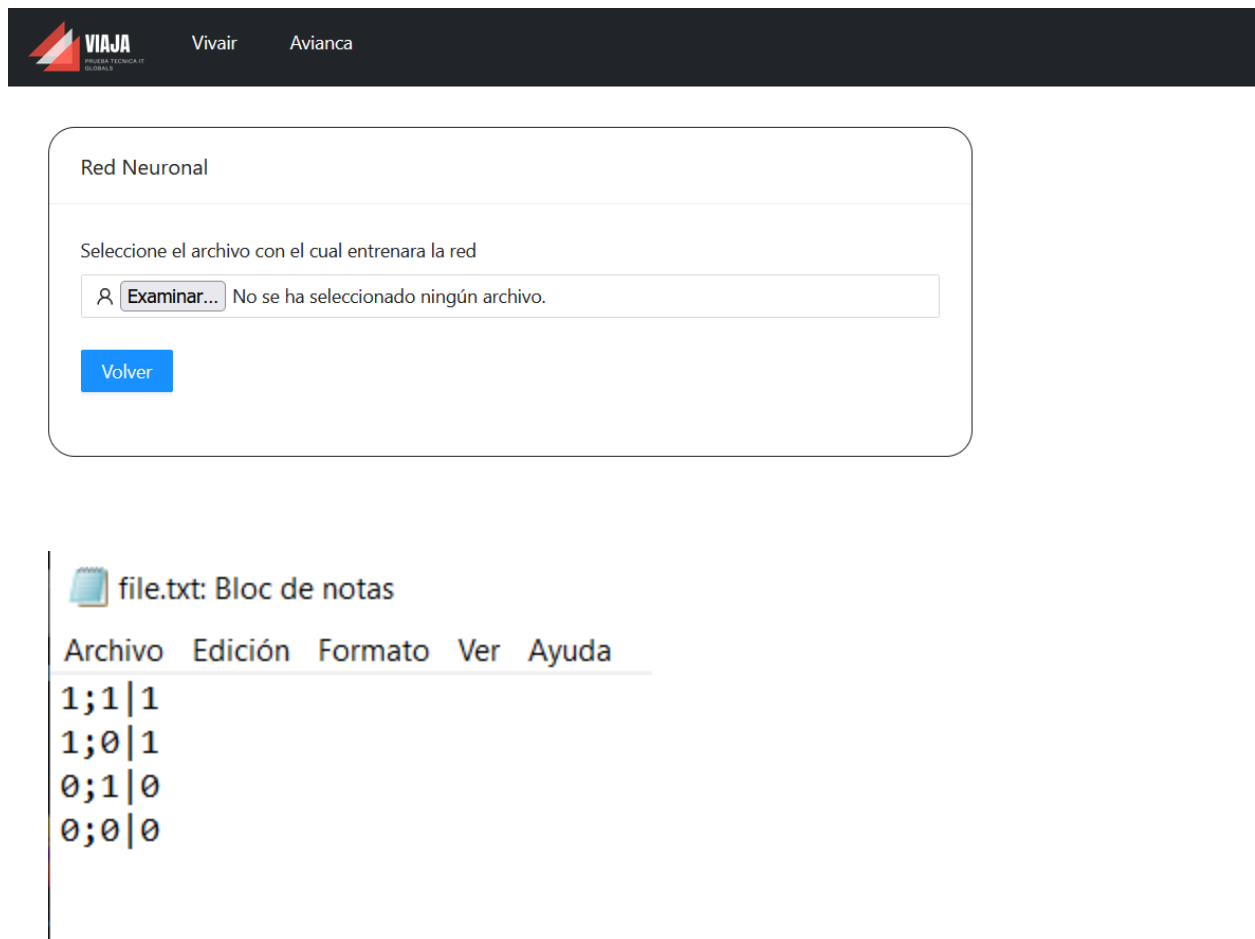 VIAJA
PRUEBA TECNICA IT
GLOBALS
Vivair Avianca
Red Neuronal
Seleccione el archivo con el cual entrenara la red
Examinar... No se ha seleccionado ningún archivo.
Volver
file.txt: Bloc de notas
Archivo Edición Formato Ver Ayuda
1;1|1
1;0|1
0;1|0
0;0|0